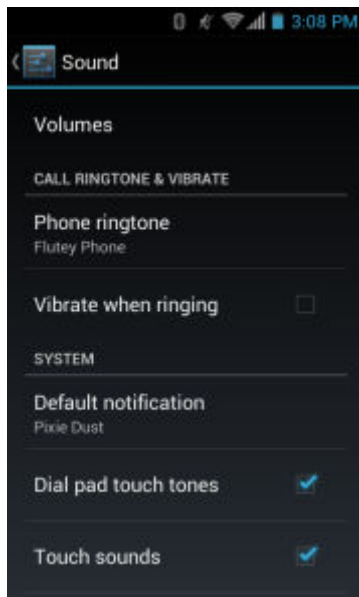 3:08 PM
Sound
Volumes
CALL RINGTONE & VIBRATE
Phone ringtone
Flutey Phone
Vibrate when ringing
SYSTEM
Default notification
Pixie Dust
Dial pad touch tones
Touch sounds